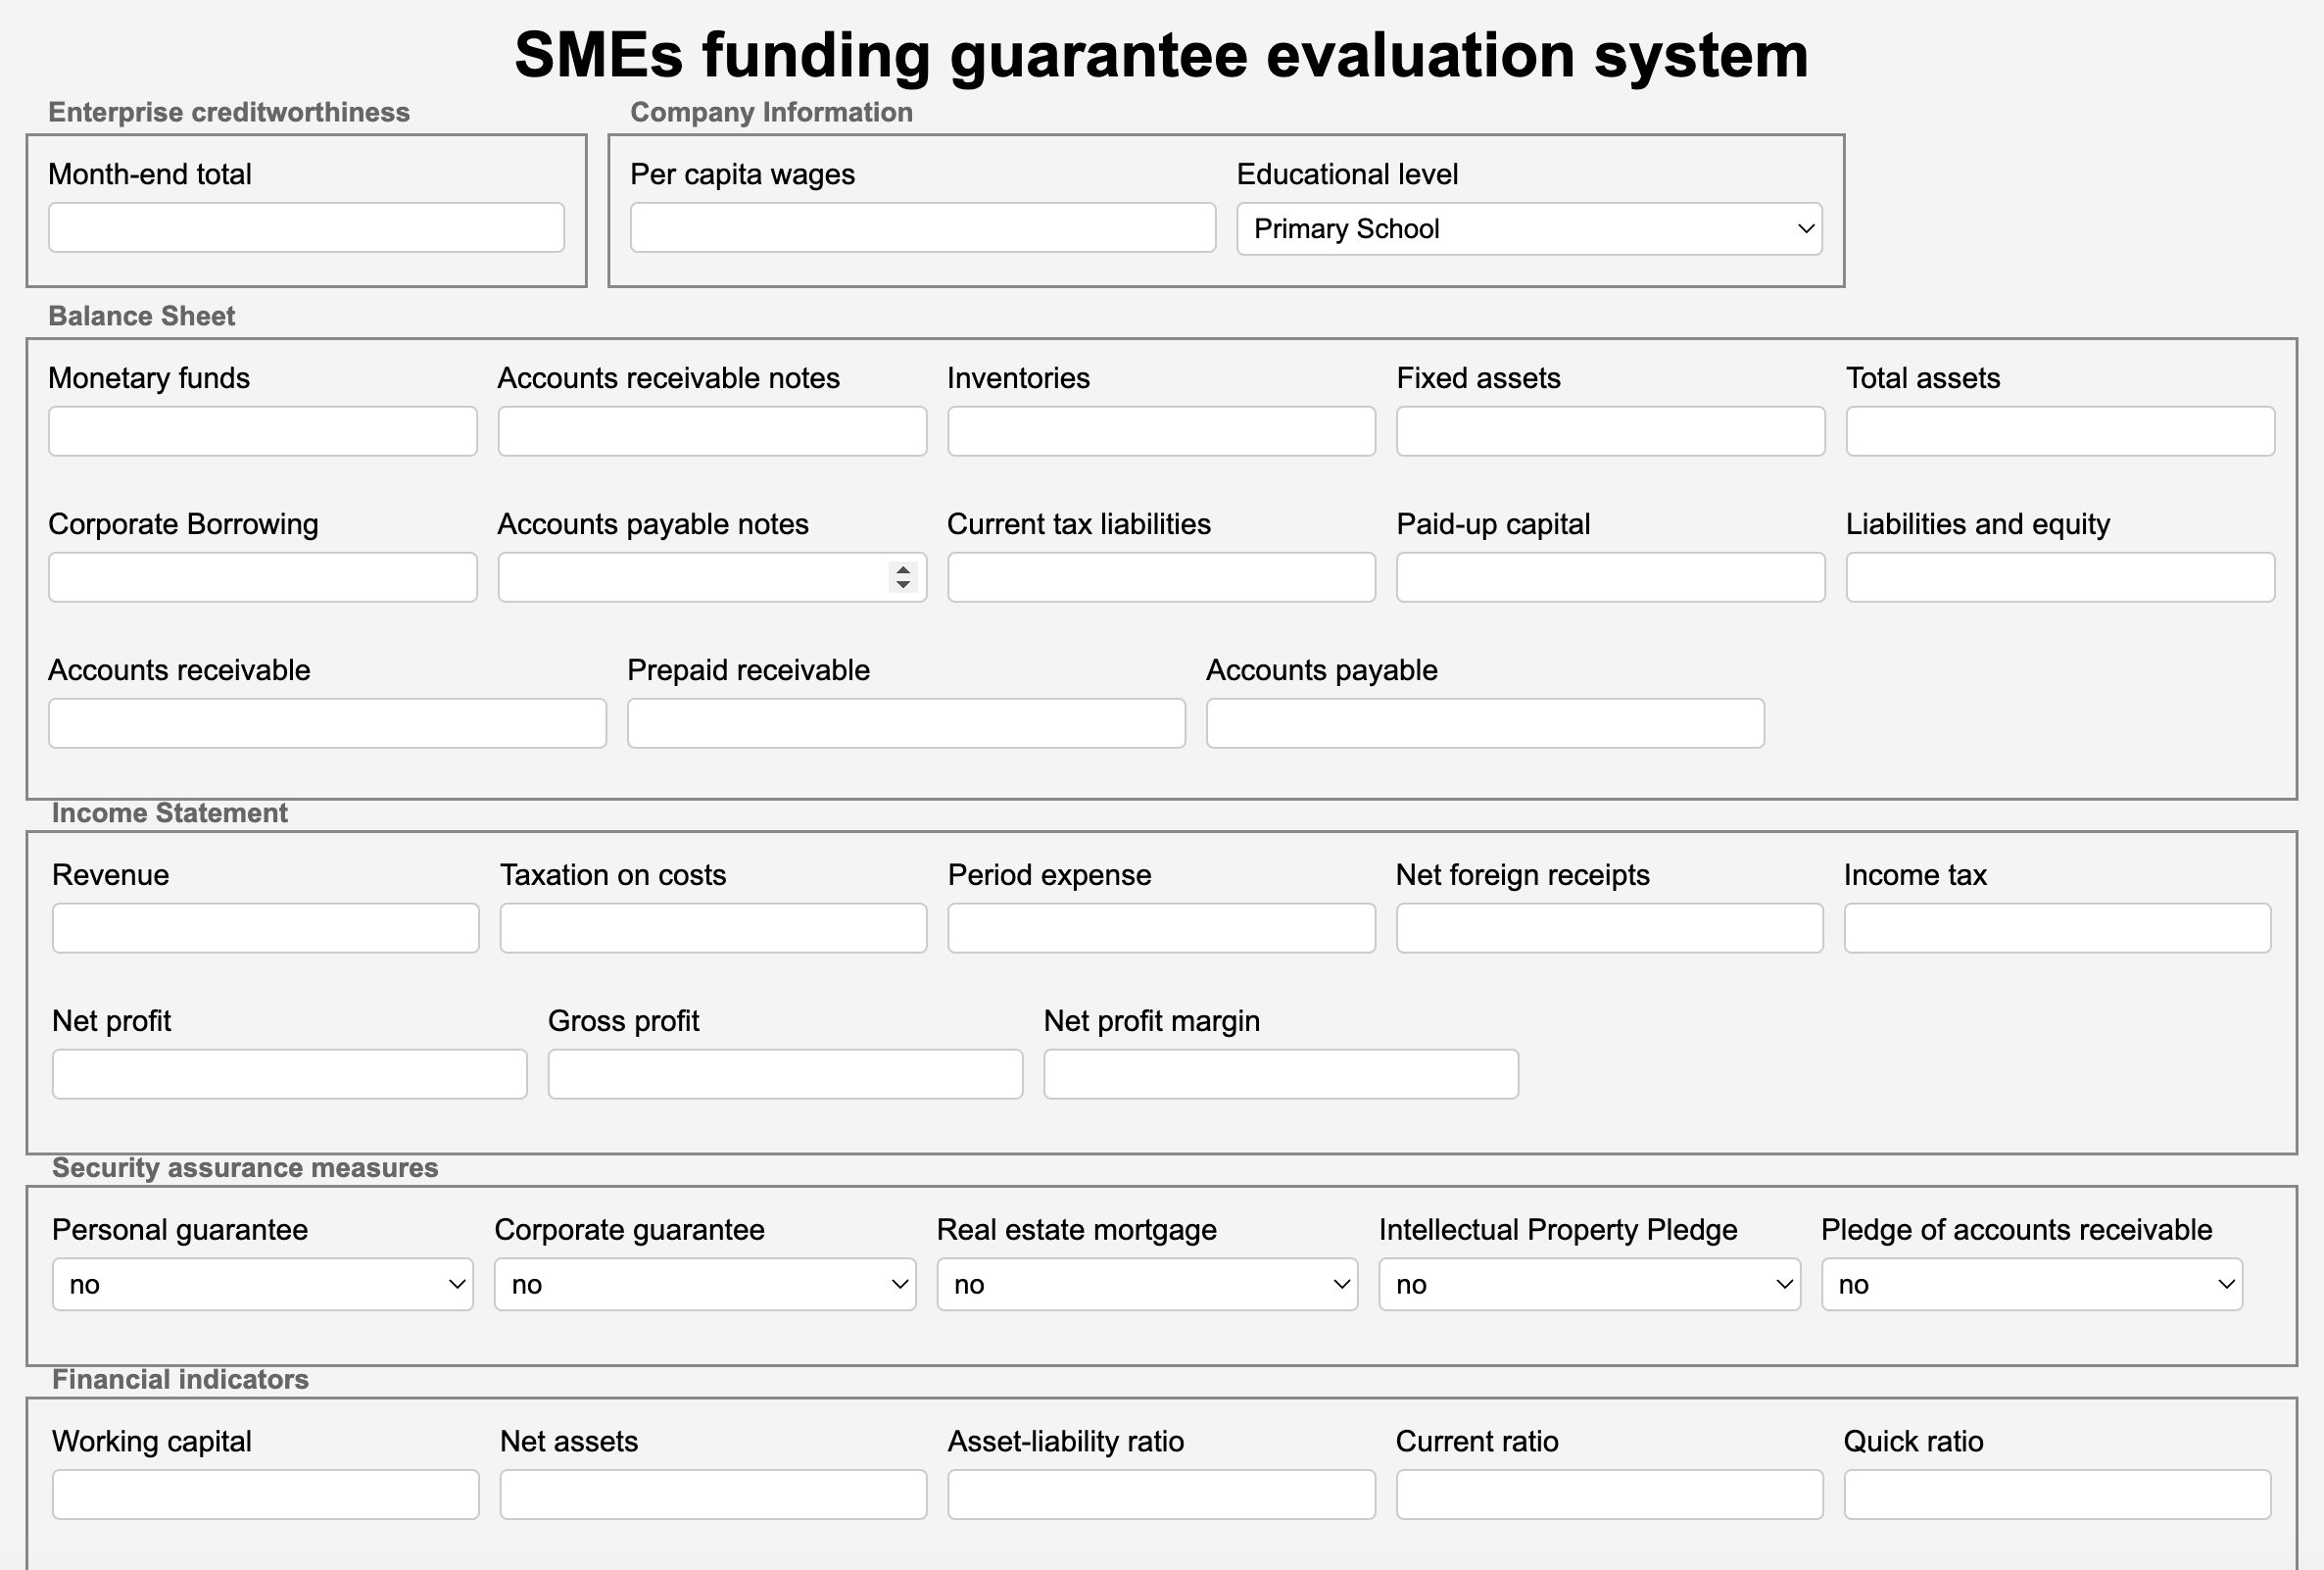 SMEs funding guarantee evaluation system
Enterprise creditworthiness Company Information
Month-end total Per capita wages Educational level
Primary School
Balance Sheet
Monetary funds Accounts receivable notes Inventories Fixed assets Total assets
Corporate Borrowing Accounts payable notes Current tax liabilities Paid-up capital Liabilities and equity
Accounts receivable Prepaid receivable Accounts payable
Income Statement
Revenue Taxation on costs Period expense Net foreign receipts Income tax
Net profit Gross profit Net profit margin
Security assurance measures
Personal guarantee Corporate guarantee Real estate mortgage Intellectual Property Pledge Pledge of accounts receivable
no no no no no
Financial indicators
Working capital Net assets Asset-liability ratio Current ratio Quick ratio